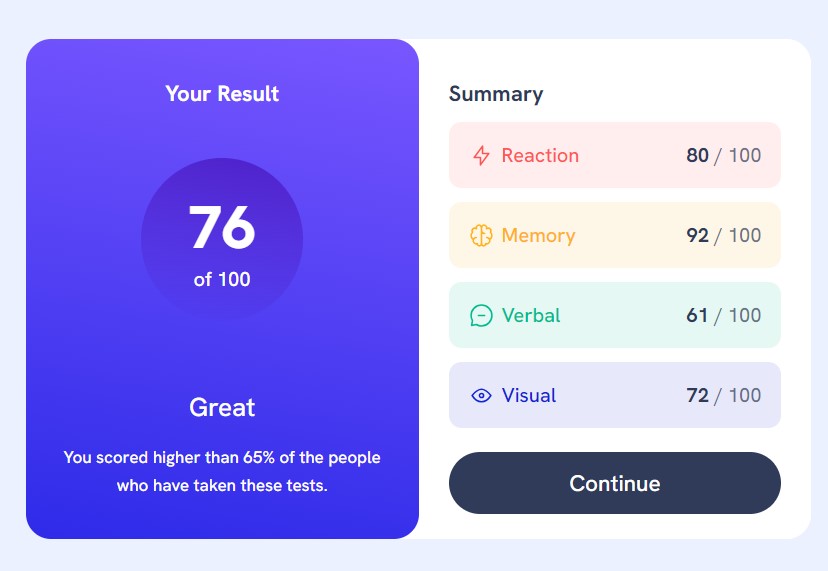 Your Result
76
of 100
Great
You scored higher than 65% of the people
who have taken these tests.
Summary
Reaction 80 / 100
Memory 92 / 100
Verbal 61 / 100
Visual 72 / 100
Continue